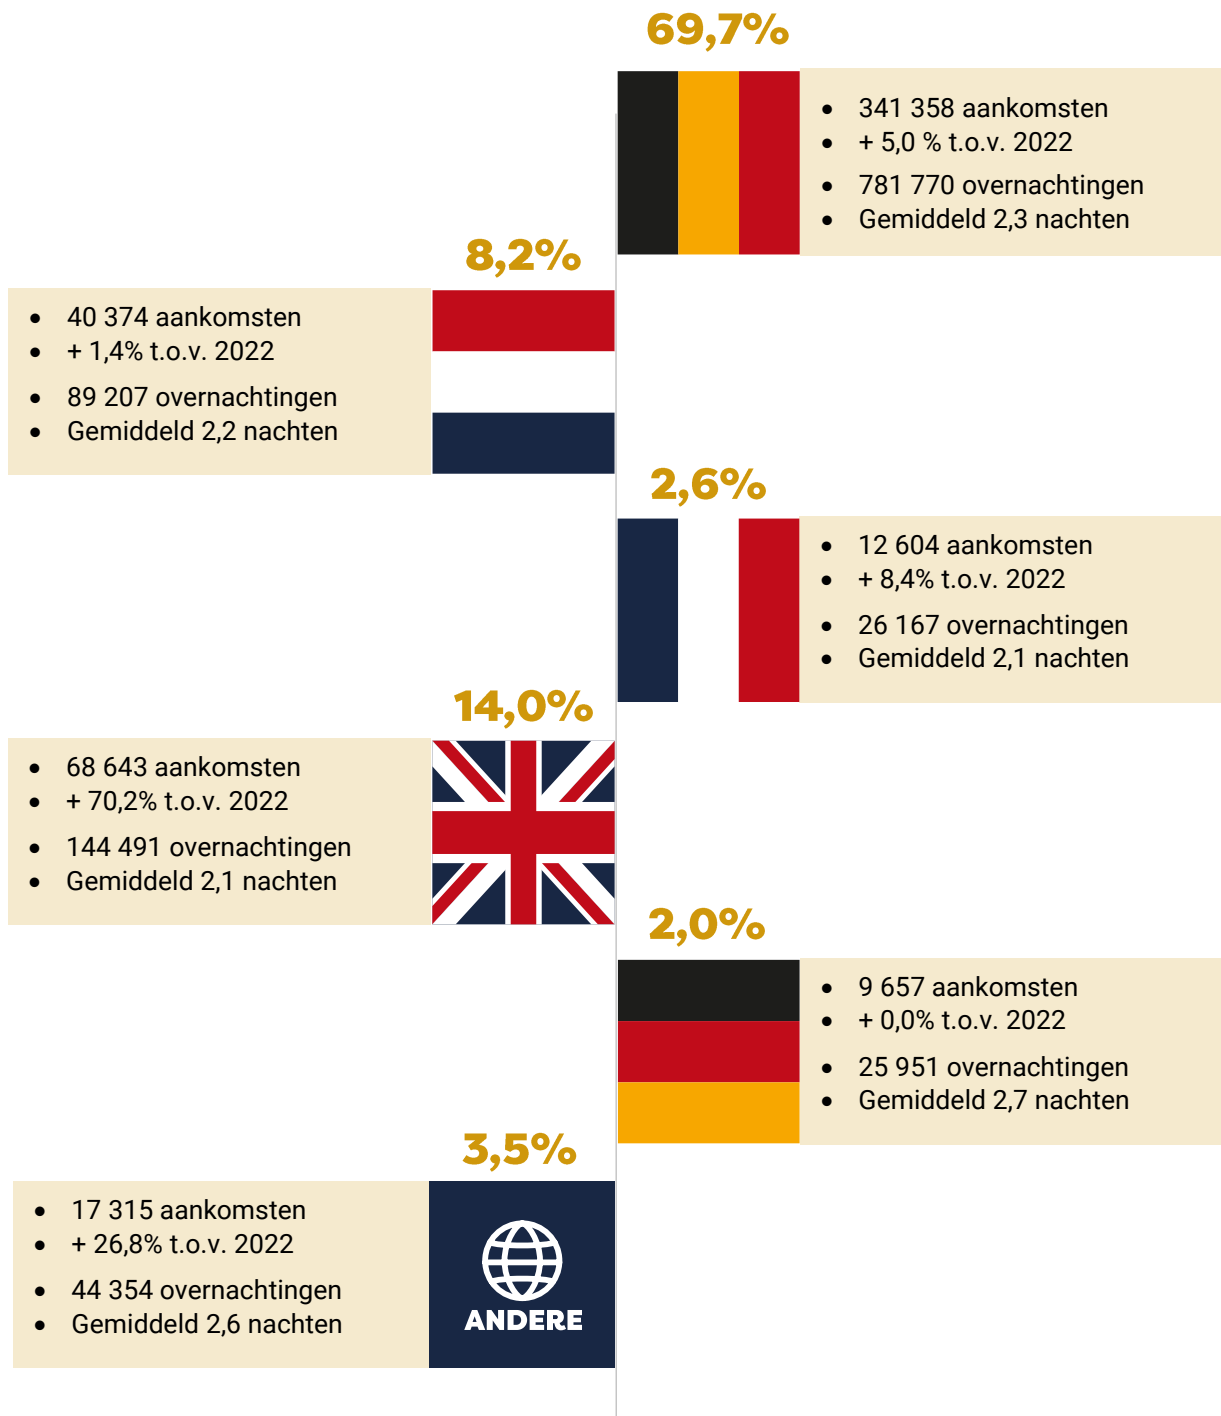 69,7%
• 341 358 aankomsten
• + 5,0 % t.o.v. 2022
• 781 770 overnachtingen
• Gemiddeld 2,3 nachten
8,2%
• 40 374 aankomsten
• + 1,4% t.o.v. 2022
• 89 207 overnachtingen
• Gemiddeld 2,2 nachten
2,6%
• 12 604 aankomsten
• + 8,4% t.o.v. 2022
• 26 167 overnachtingen
• Gemiddeld 2,1 nachten
14,0%
• 68 643 aankomsten
• + 70,2% t.o.v. 2022
• 144 491 overnachtingen
• Gemiddeld 2,1 nachten
2,0%
• 9 657 aankomsten
• + 0,0% t.o.v. 2022
• 25 951 overnachtingen
• Gemiddeld 2,7 nachten
3,5%
• 17 315 aankomsten
• + 26,8% t.o.v. 2022
• 44 354 overnachtingen
• Gemiddeld 2,6 nachten
ANDERE